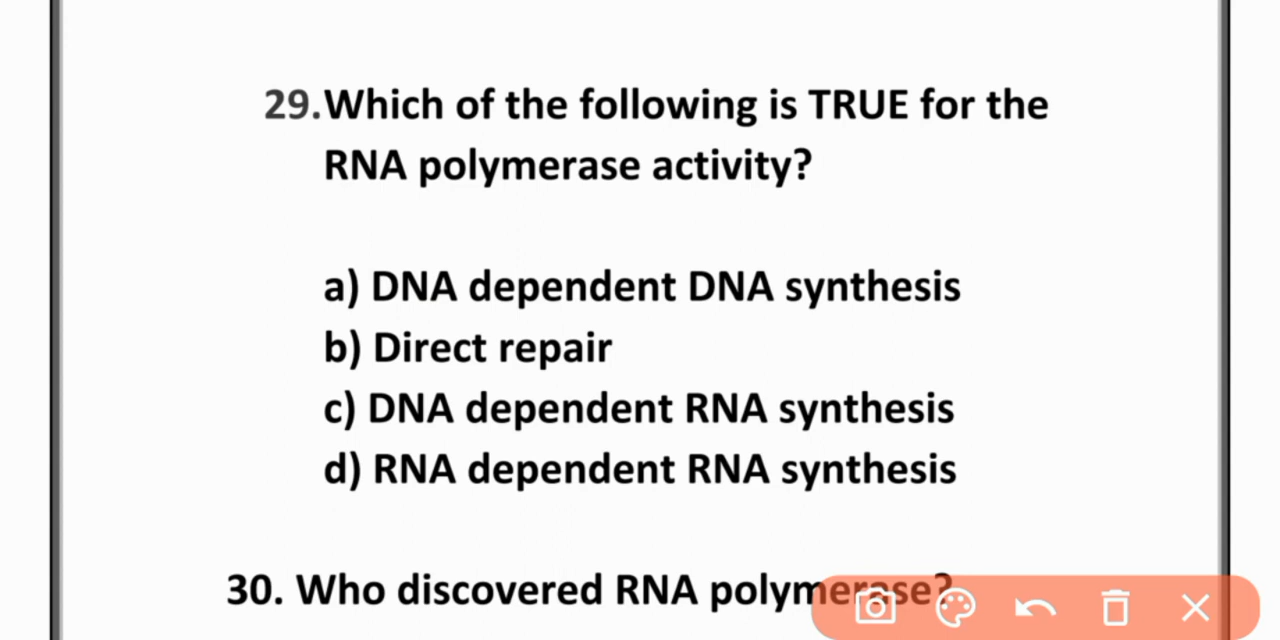 29.Which of the following is TRUE for the
RNA polymerase activity?
a) DNA dependent DNA synthesis
b) Direct repair
c) DNA dependent RNA synthesis
d) RNA dependent RNA synthesis
30. Who discovered RNA polymerase?